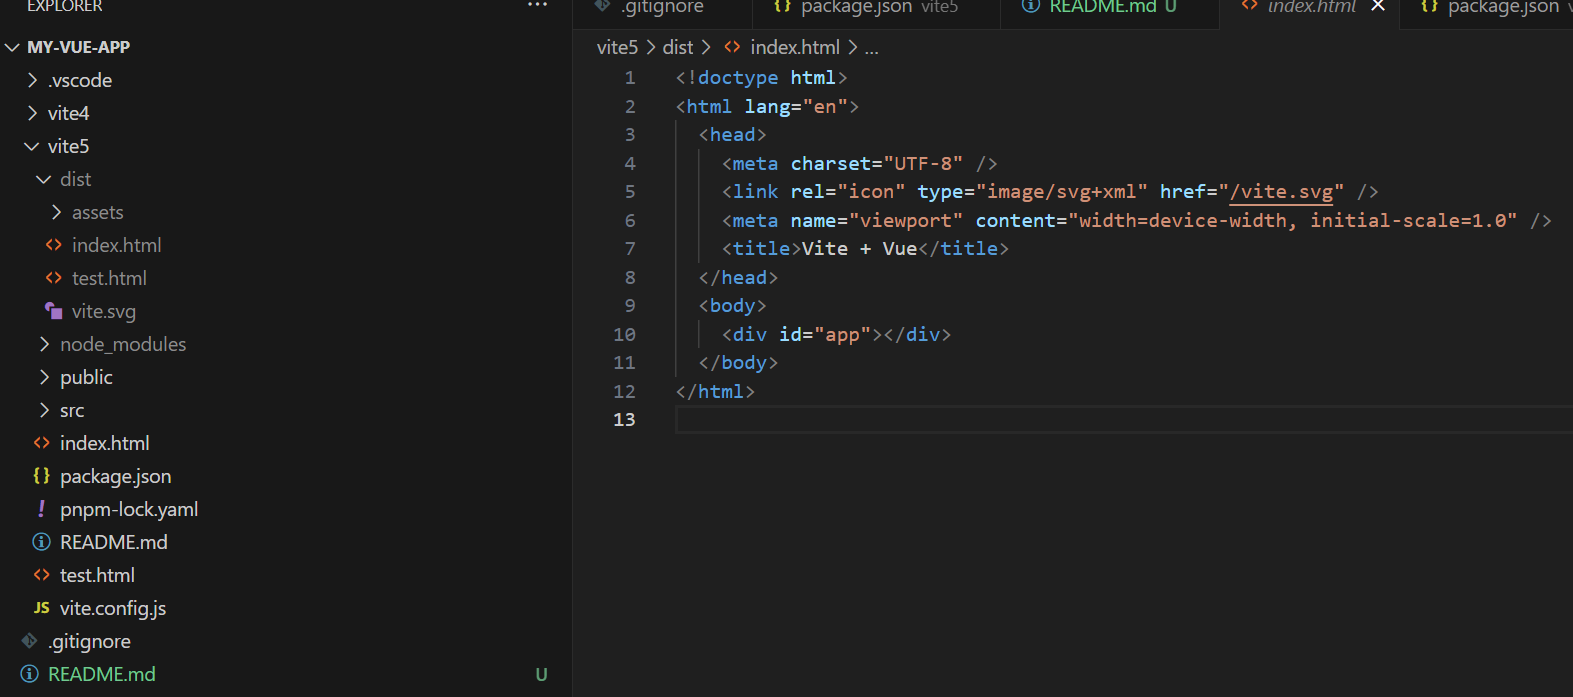 EXPLORER
···
MY-VUE-APP
.vscode
vite4
vite5
dist
assets
index.html
test.html
vite.svg
node_modules
public
src
index.html
package.json
pnpm-lock.yaml
README.md
test.html
JS vite.config.js
.gitignore
README.md U
.gitignore
{} package.json vite5
README.md U
<> index.html ×
{} package.json
vite5 > dist > <> index.html > ...
1 <!doctype html>
2 <html lang="en">
3 <head>
4 <meta charset="UTF-8" />
5 <link rel="icon" type="image/svg+xml" href="/vite.svg" />
6 <meta name="viewport" content="width=device-width, initial-scale=1.0" />
7 <title>Vite + Vue</title>
8 </head>
9 <body>
10 <div id="app"></div>
11 </body>
12 </html>
13